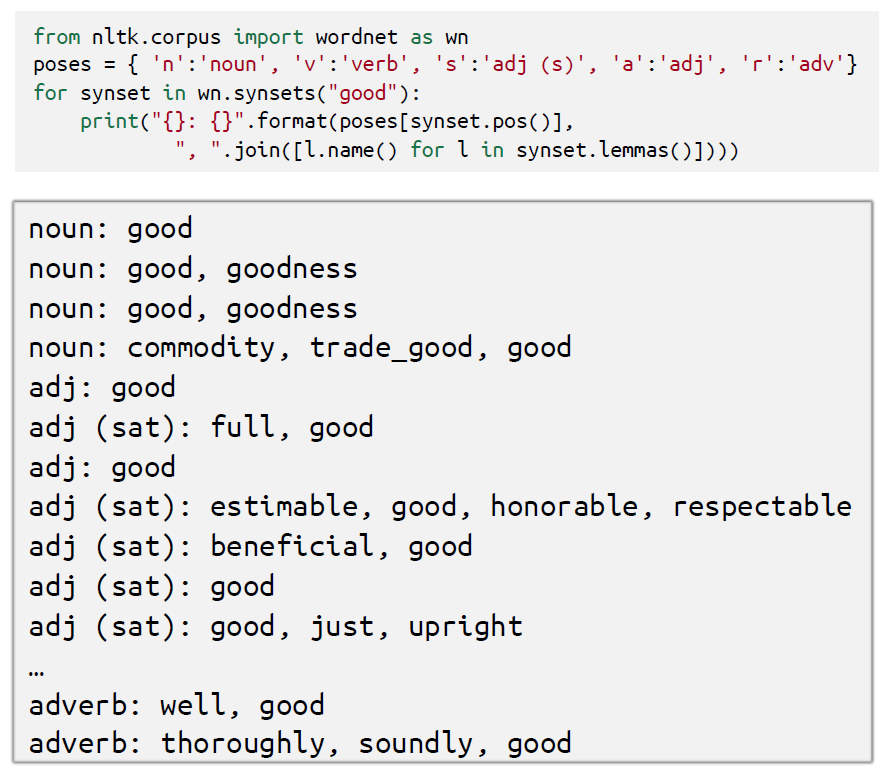 from nltk.corpus import wordnet as wn
poses = { 'n':'noun', 'v':'verb', 's':'adj (s)', 'a':'adj', 'r':'adv'}
for synset in wn.synsets("good"):
    print("{}: {}".format(poses[synset.pos()],
            ", ".join([l.name() for l in synset.lemmas()])))
noun: good
noun: good, goodness
noun: good, goodness
noun: commodity, trade_good, good
adj: good
adj (sat): full, good
adj: good
adj (sat): estimable, good, honorable, respectable
adj (sat): beneficial, good
adj (sat): good
adj (sat): good, just, upright
…
adverb: well, good
adverb: thoroughly, soundly, good